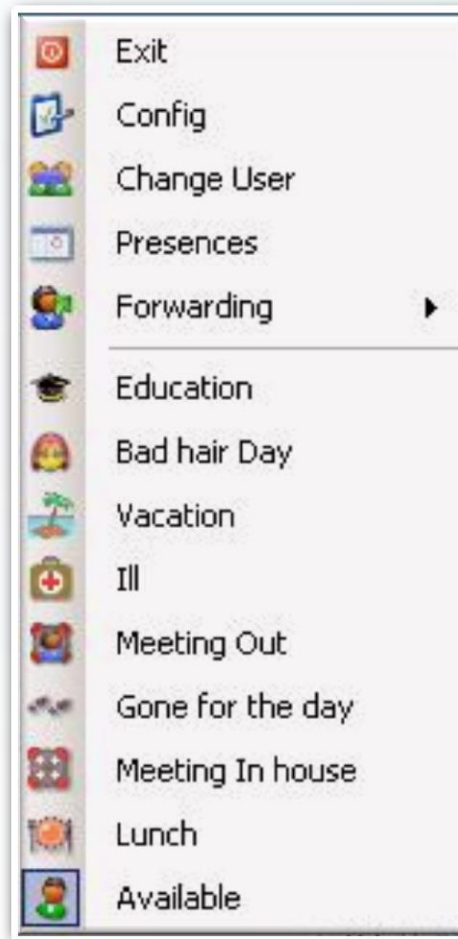 Exit
Config
Change User
Presences
Forwarding
Education
Bad hair Day
Vacation
Ill
Meeting Out
Gone for the day
Meeting In house
Lunch
Available